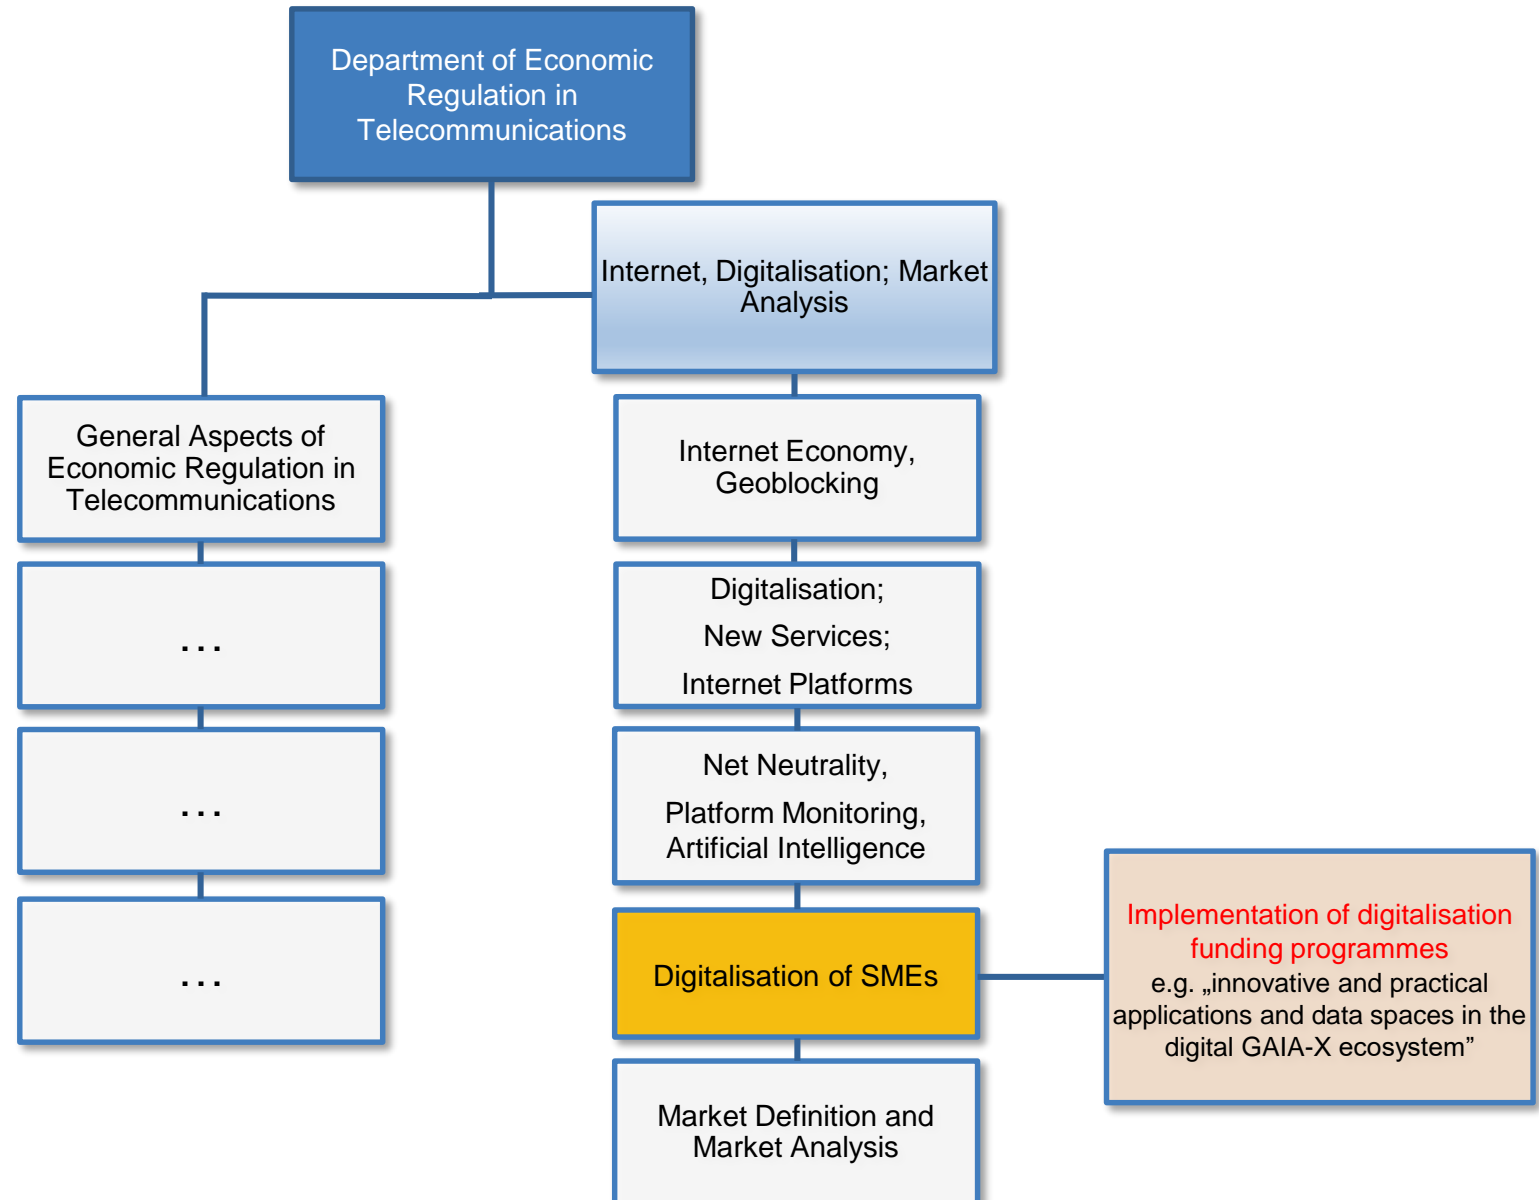 Department of Economic
Regulation in
Telecommunications
Internet, Digitalisation; Market
Analysis
General Aspects of
Economic Regulation in
Telecommunications
...
...
...
Internet Economy,
Geoblocking
Digitalisation;
New Services;
Internet Platforms
Net Neutrality,
Platform Monitoring,
Artificial Intelligence
Digitalisation of SMEs
Implementation of digitalisation
funding programmes
e.g. „innovative and practical
applications and data spaces in the
digital GAIA-X ecosystem”
Market Definition and
Market Analysis